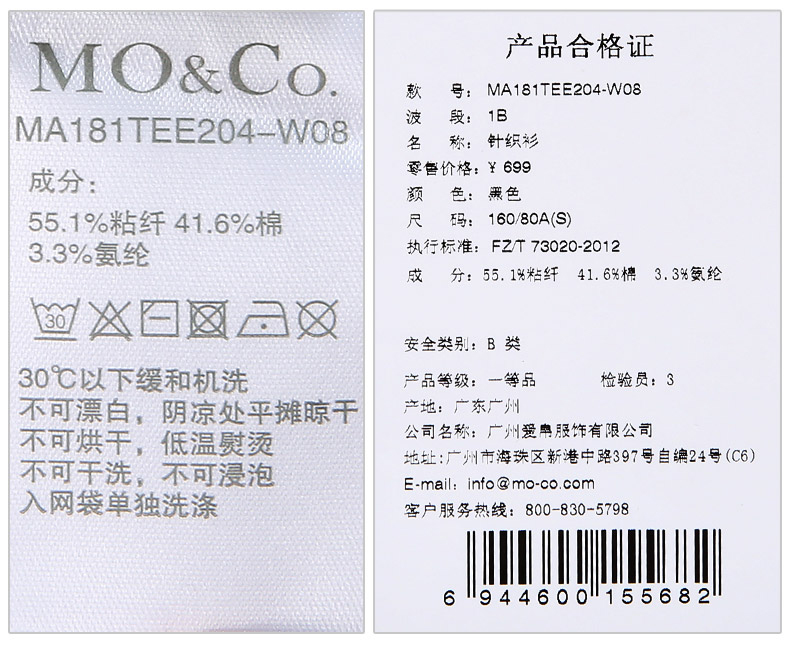 MO&Co.
MA181TEE204-W08
成分:
55.1%粘纤 41.6%棉
3.3%氨纶
30
30℃以下缓和机洗
不可漂白，阴凉处平摊晾干
不可烘干，低温熨烫
不可干洗，不可浸泡
入网袋单独洗涤
产品合格证
款 号: MA181TEE204-W08
波 段: 1B
名 称: 针织衫
零售价格: ¥ 699
颜 色: 黑色
尺 码: 160/80A(S)
执行标准: FZ/T 73020-2012
成 分: 55.1%粘纤 41.6%棉 3.3%氨纶
安全类别: B 类
产品等级: 一等品 检验员: 3
产地: 广东广州
公司名称: 广州爱帛服饰有限公司
地址:广州市海珠区新港中路397号自编24号(C6)
E-mail: info@mo-co.com
客户服务热线: 800-830-5798
6 944600 155682